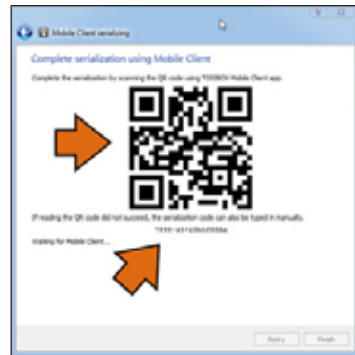 Mobile Client serializing
Complete serialization using Mobile Client
Complete the serialization by scanning the QR code using TOSIBOX Mobile Client app.
If reading the QR code did not succeed, the serialization code can also be typed in manually.
Waiting for Mobile Client...
Retry
Finish